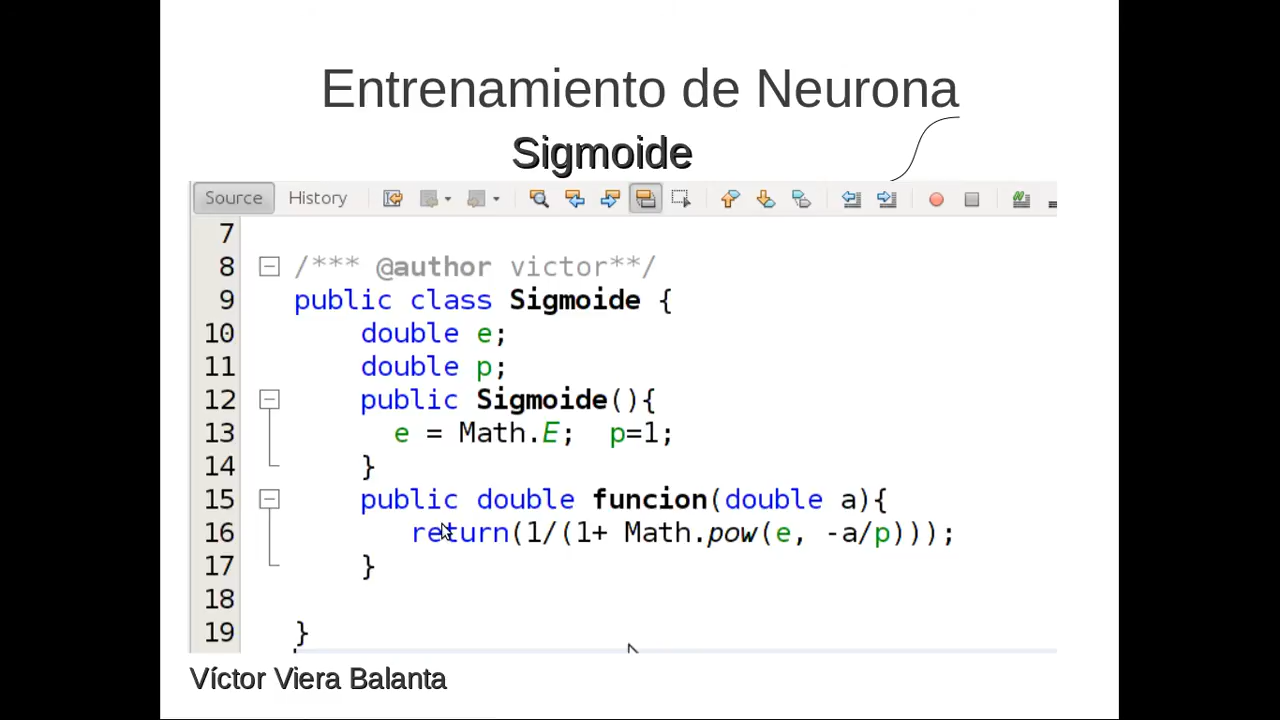 Entrenamiento de Neurona
Sigmoide
Source History
7
8 /*** @author victor**/
9 public class Sigmoide {
10 double e;
11 double p;
12 public Sigmoide(){
13 e = Math.E; p=1;
14 }
15 public double funcion(double a){
16 return(1/(1+ Math.pow(e, -a/p)));
17 }
18
19 }
Víctor Viera Balanta